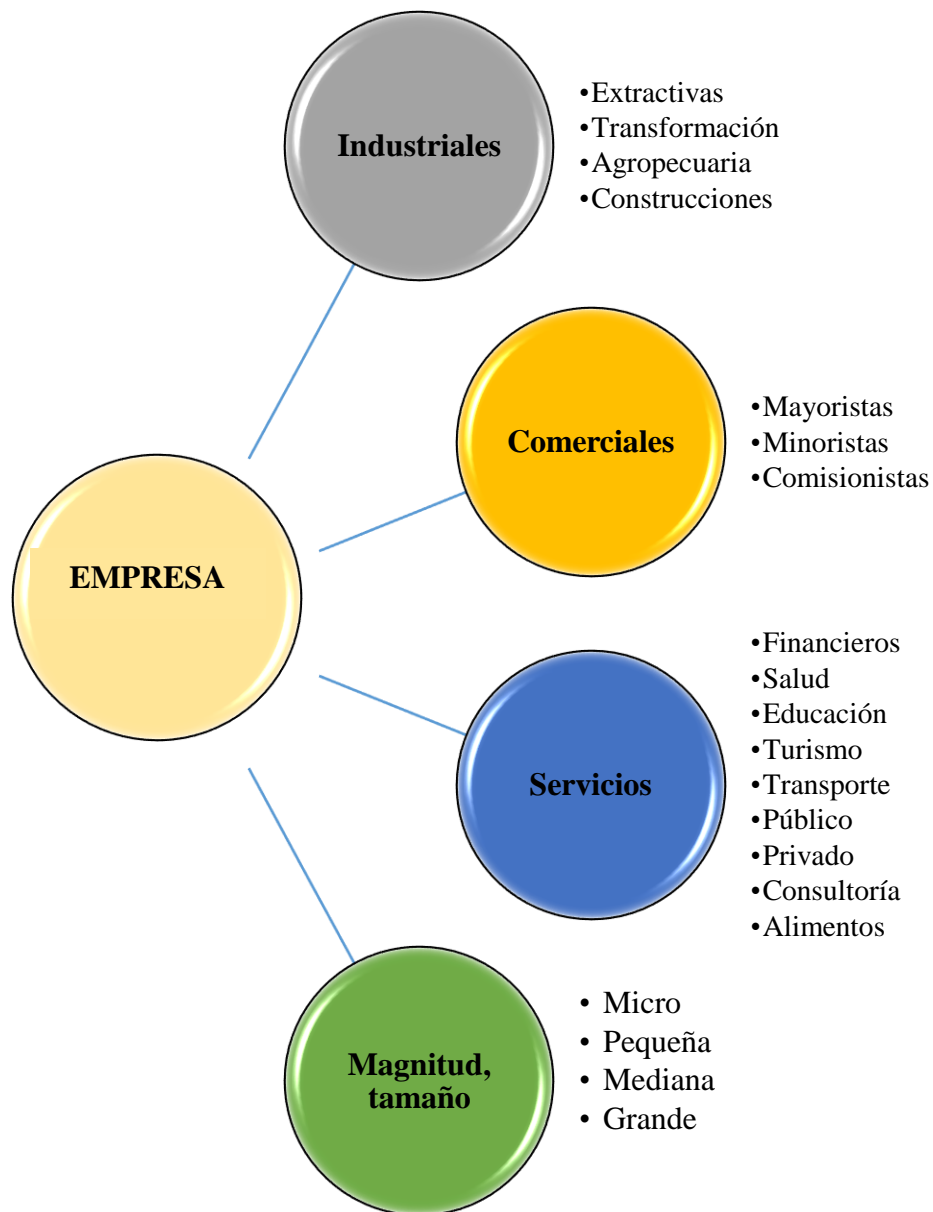 Industriales
•Extractivas
•Transformación
•Agropecuaria
•Construcciones
Comerciales
•Mayoristas
•Minoristas
•Comisionistas
EMPRESA
Servicios
•Financieros
•Salud
•Educación
•Turismo
•Transporte
•Público
•Privado
•Consultoría
•Alimentos
Magnitud,
tamaño
• Micro
• Pequeña
• Mediana
• Grande